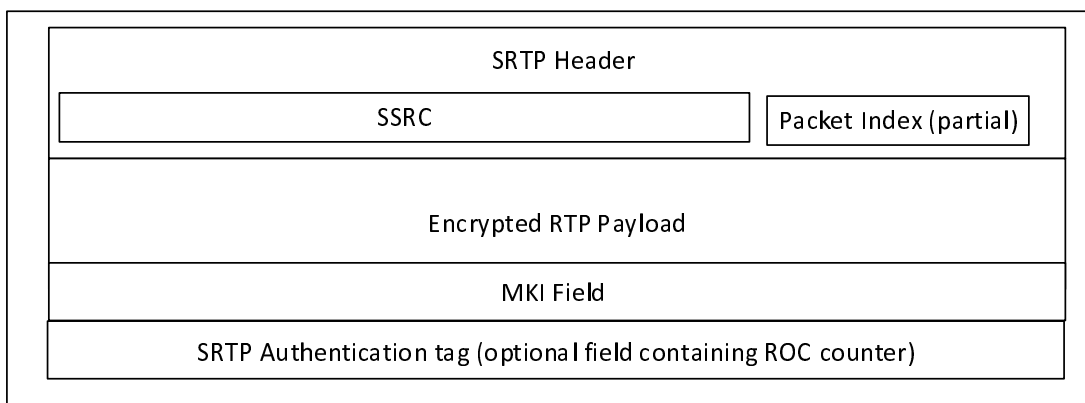 SRTP Header
SSRC
Packet Index (partial)
Encrypted RTP Payload
MKI Field
SRTP Authentication tag (optional field containing ROC counter)